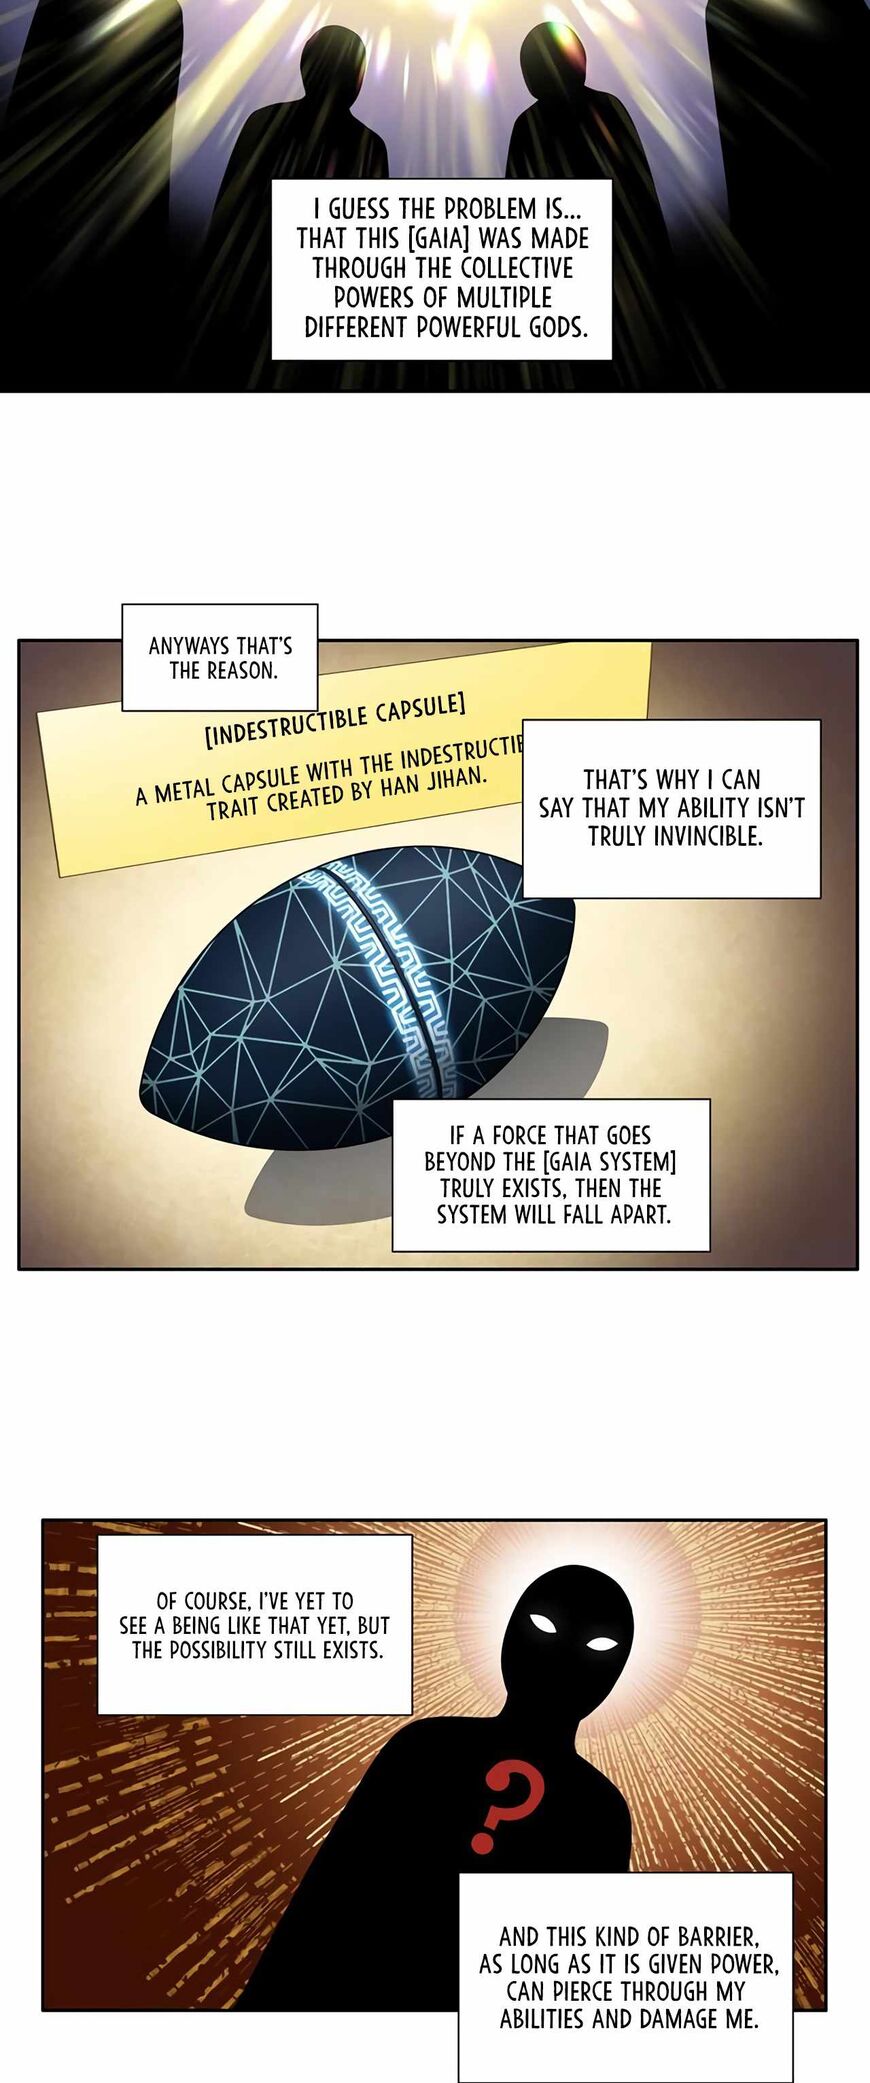 I GUESS THE PROBLEM IS...
THAT THIS [GAIA] WAS MADE
THROUGH THE COLLECTIVE
POWERS OF MULTIPLE
DIFFERENT POWERFUL GODS.
ANYWAYS THAT'S
THE REASON.
[INDESTRUCTIBLE CAPSULE]
A METAL CAPSULE WITH THE
TRAIT CREATED BY HAN JIHAN.
THAT'S WHY I CAN
SAY THAT MY ABILITY ISN'T
TRULY INVINCIBLE.
IF A FORCE THAT GOES
BEYOND THE [GAIA SYSTEM]
TRULY EXISTS, THEN THE
SYSTEM WILL FALL APART.
OF COURSE, I'VE YET TO
SEE A BEING LIKE THAT YET, BUT
THE POSSIBILITY STILL EXISTS.
?
AND THIS KIND OF BARRIER,
AS LONG AS IT IS GIVEN POWER,
CAN PIERCE THROUGH MY
ABILITIES AND DAMAGE ME.